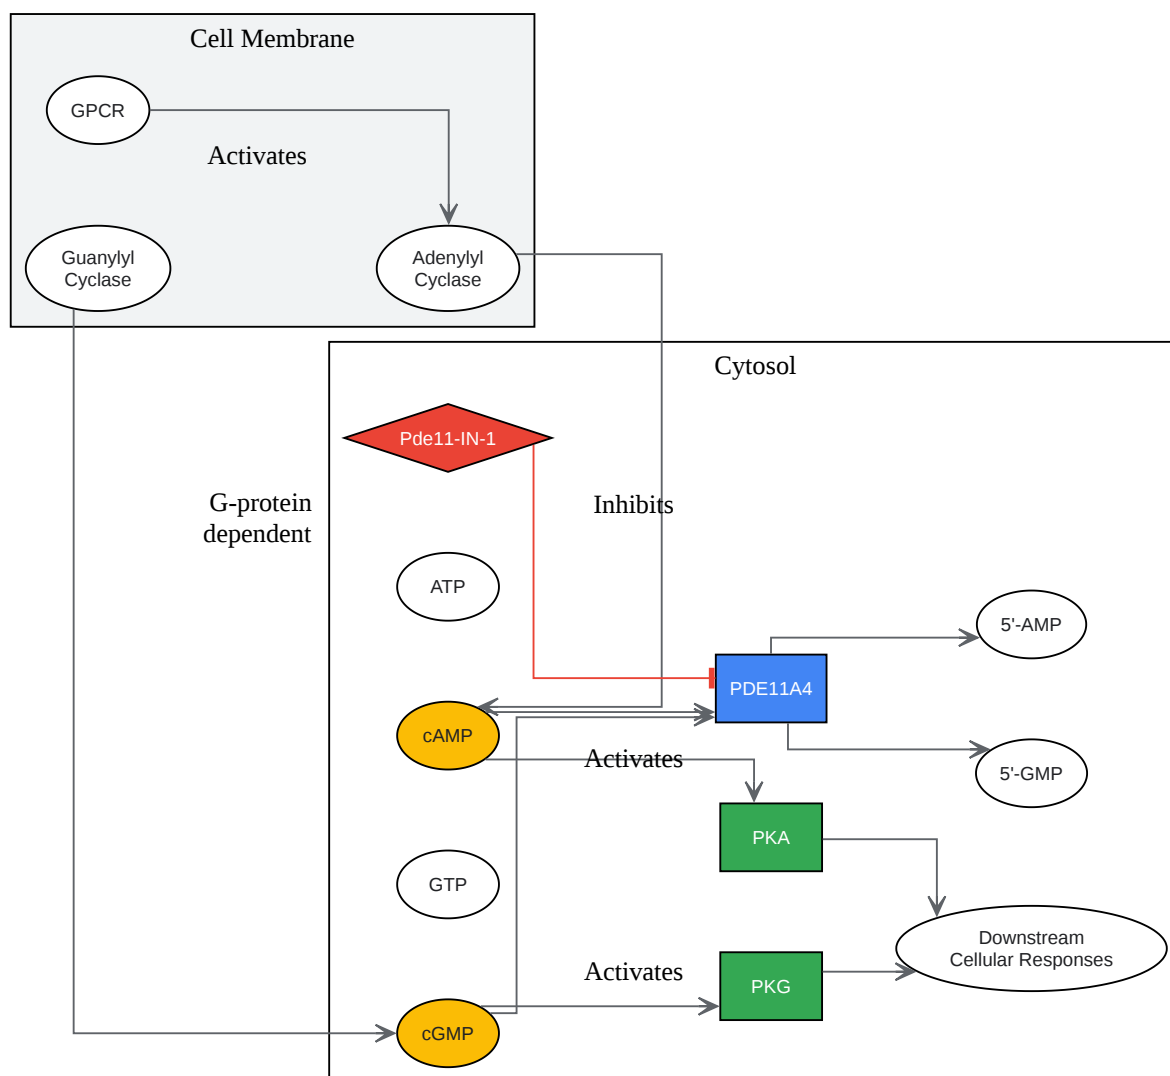 Cell Membrane
GPCR
Activates
Guanylyl
Cyclase
Adenylyl
Cyclase
Cytosol
Pde11-IN-1
G-protein
dependent
Inhibits
ATP
5'-AMP
PDE11A4
cAMP
Activates
5'-GMP
PKA
GTP
Downstream
Cellular Responses
Activates
PKG
cGMP